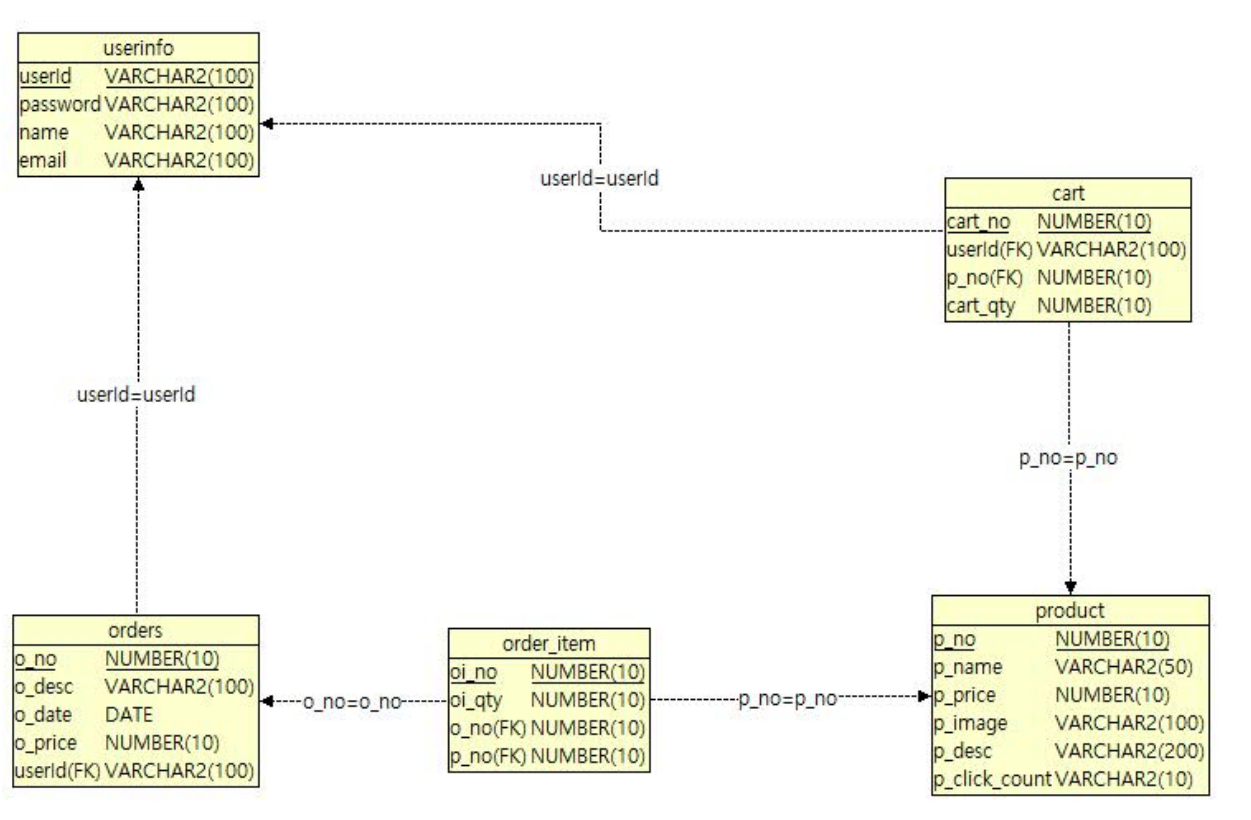 userinfo
userId VARCHAR2(100)
password VARCHAR2(100)
name VARCHAR2(100)
email VARCHAR2(100)
userId=userId
cart
cart_no NUMBER(10)
userId(FK) VARCHAR2(100)
p_no(FK) NUMBER(10)
cart_qty NUMBER(10)
userId=userId
p_no=p_no
orders
o_no NUMBER(10)
o_desc VARCHAR2(100)
o_date DATE
o_price NUMBER(10)
userId(FK) VARCHAR2(100)
o_no=o_no
order_item
oi_no NUMBER(10)
oi_qty NUMBER(10)
o_no(FK) NUMBER(10)
p_no(FK) NUMBER(10)
p_no=p_no
product
p_no NUMBER(10)
p_name VARCHAR2(50)
p_price NUMBER(10)
p_image VARCHAR2(100)
p_desc VARCHAR2(200)
p_click_count VARCHAR2(10)